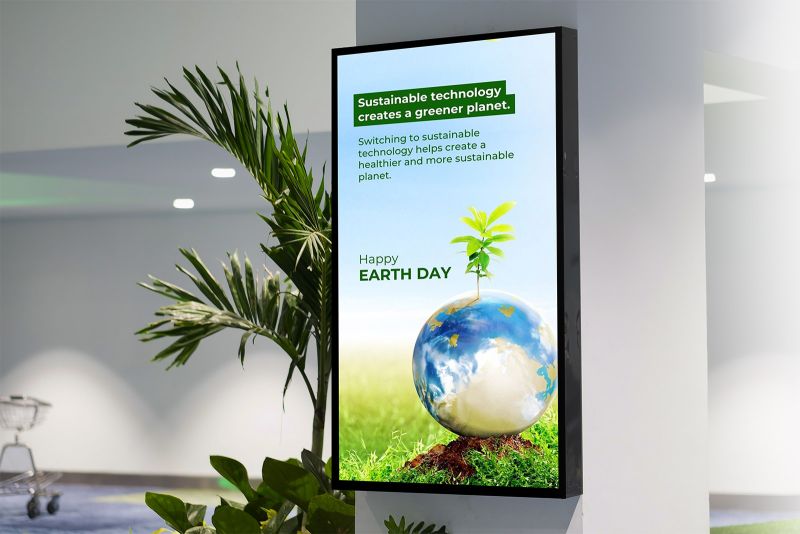 Sustainable technology
creates a greener planet.
Switching to sustainable
technology helps create a
healthier and more sustainable
planet.
Happy
EARTH DAY